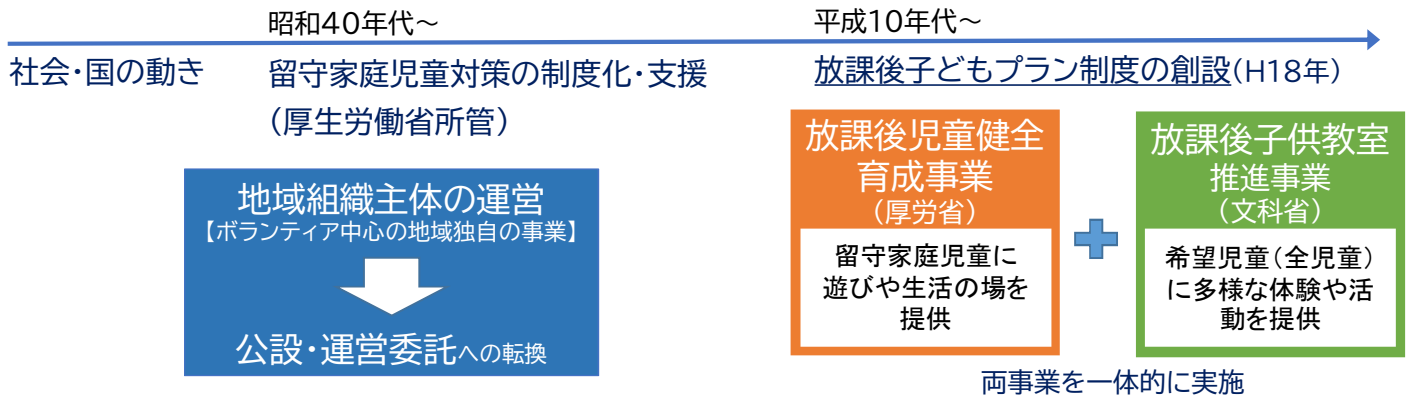 昭和40年代～
平成10年代～
社会・国の動き
留守家庭児童対策の制度化・支援
（厚生労働省所管）
放課後子どもプラン制度の創設（H18年）
地域組織主体の運営
【ボランティア中心の地域独自の事業】
公設・運営委託への転換
放課後児童健全
育成事業
（厚労省）
留守家庭児童に
遊びや生活の場を
提供
放課後子供教室
推進事業
（文科省）
希望児童（全児童）
に多様な体験や活
動を提供
両事業を一体的に実施